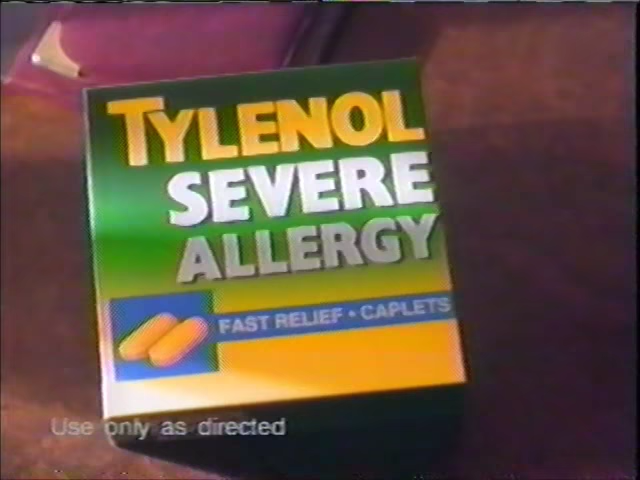 TYLENOL
SEVERE
ALLERGY
FAST RELIEF • CAPLETS
Use only as directed